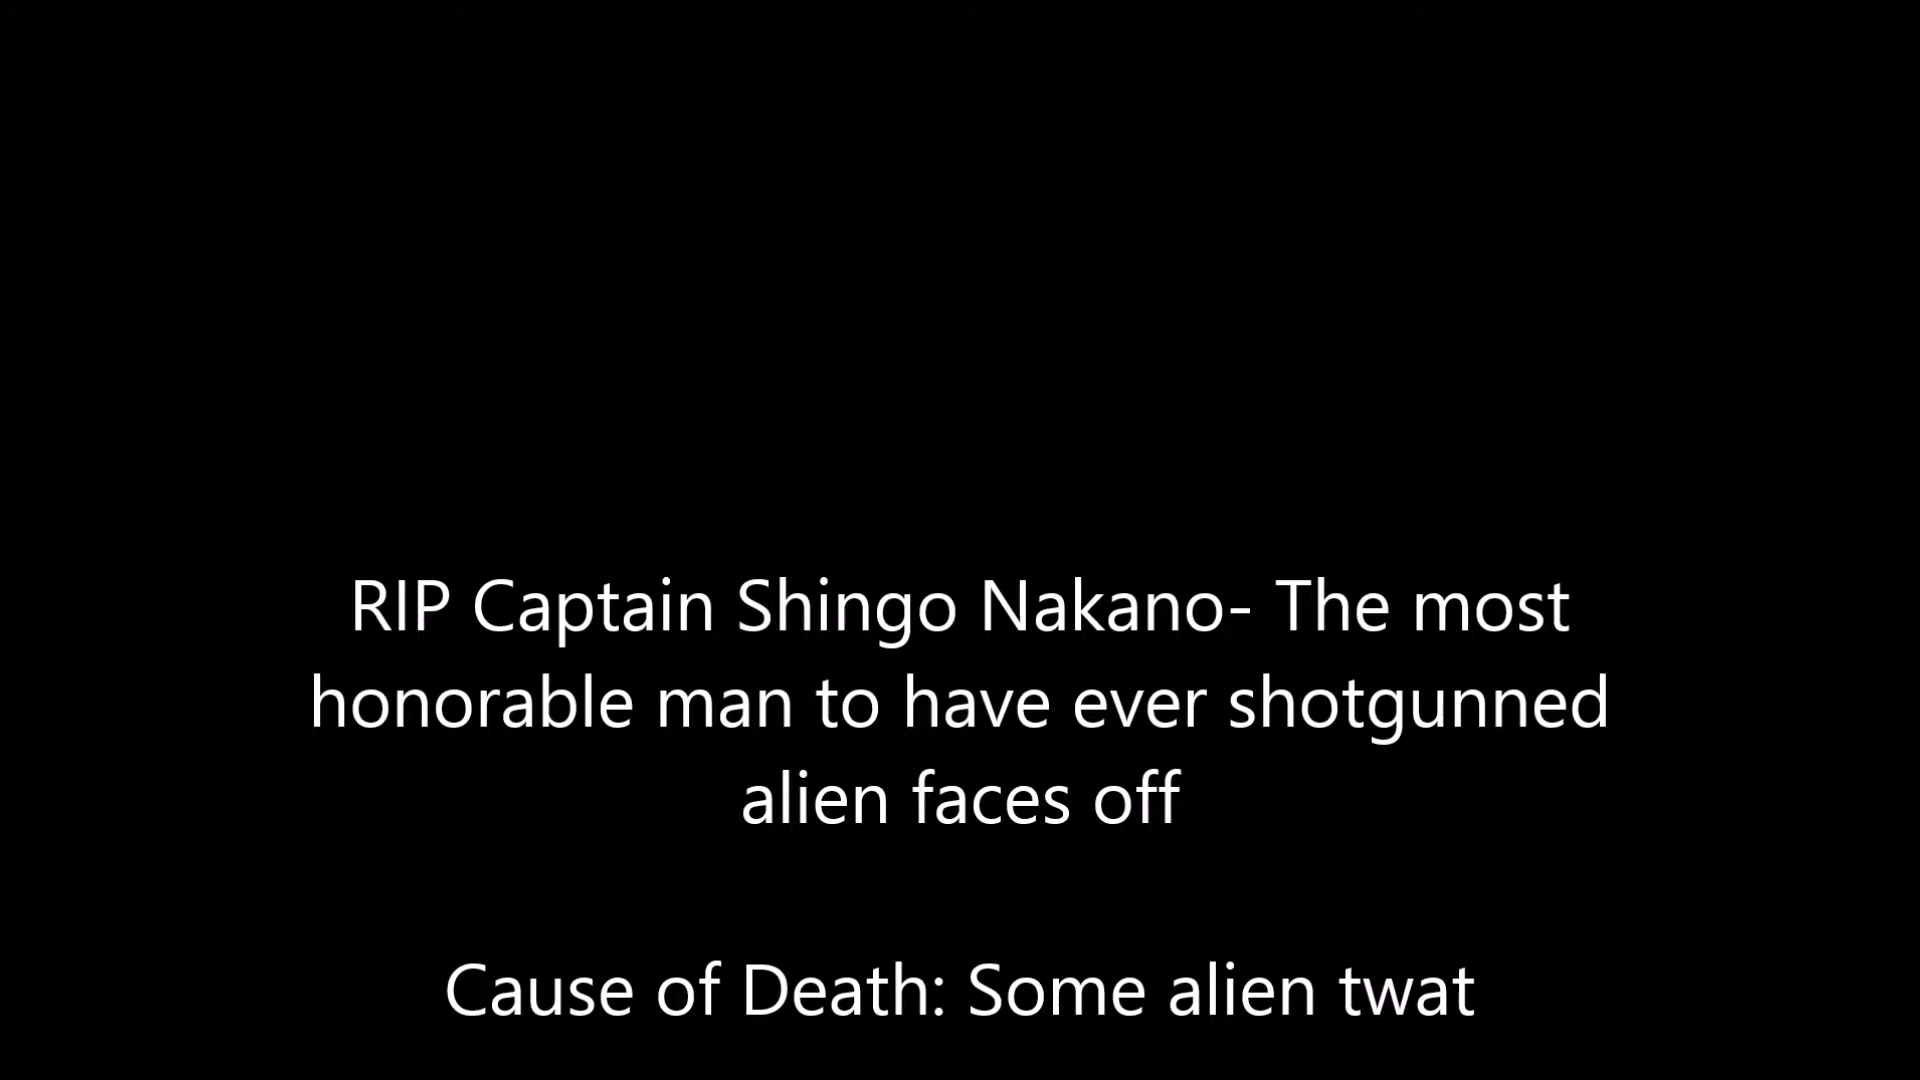 RIP Captain Shingo Nakano- The most
honorable man to have ever shotgunned
alien faces off
Cause of Death: Some alien twat